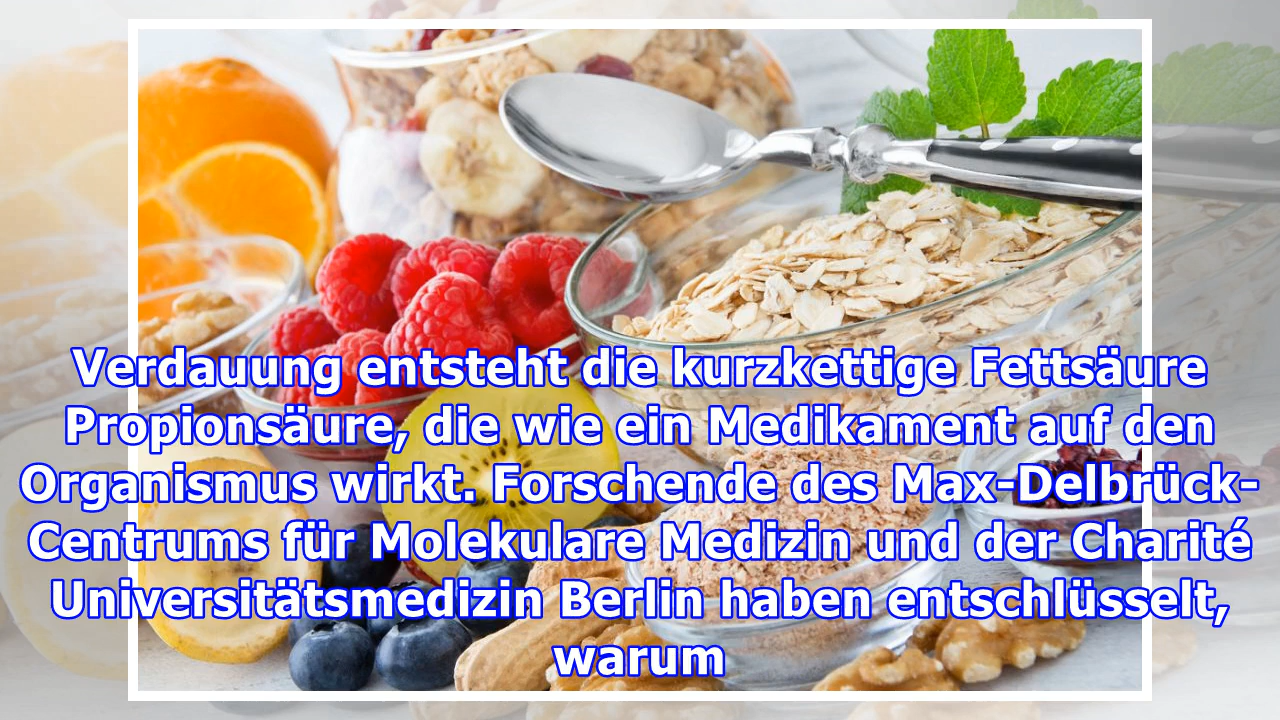 Verdauung entsteht die kurzkettige Fettsäure
Propionsäure, die wie ein Medikament auf den
Organismus wirkt. Forschende des Max-Delbrück-
Centrums für Molekulare Medizin und der Charité
Universitätsmedizin Berlin haben entschlüsselt,
warum